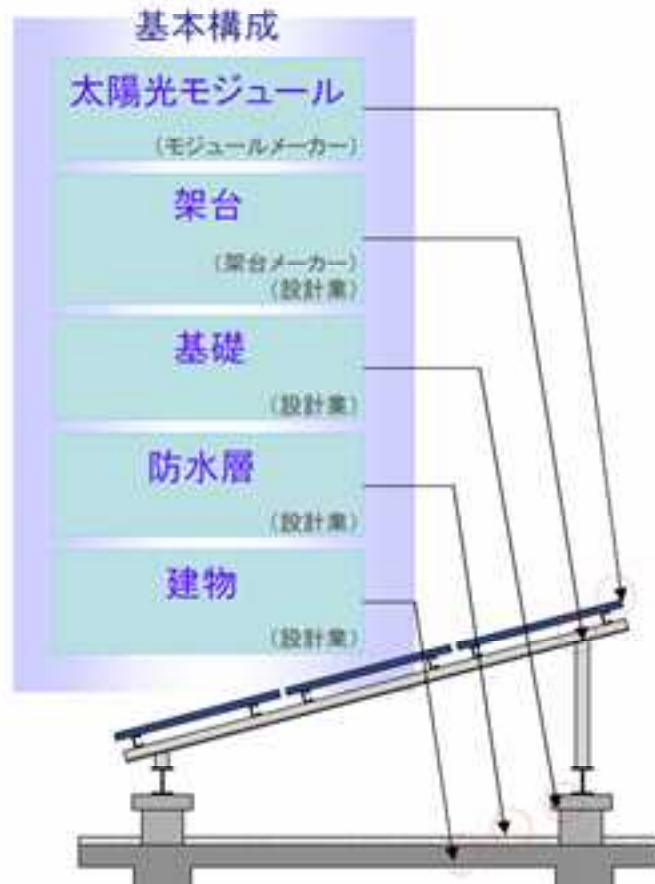 基本構成
太陽光モジュール
(モジュールメーカー)
架台
(架台メーカー)
(設計業)
基礎
(設計業)
防水層
(設計業)
建物
(設計業)